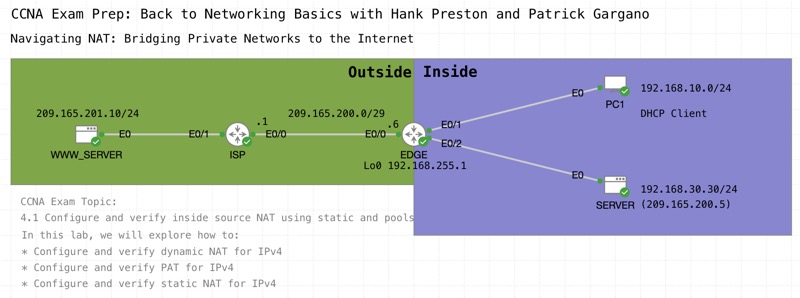 CCNA Exam Prep: Back to Networking Basics with Hank Preston and Patrick Gargano
Navigating NAT: Bridging Private Networks to the Internet
Outside Inside
209.165.201.10/24
E0
WWW_SERVER
E0/1
ISP
.1
E0/0
209.165.200.0/29
.6
E0/0
EDGE
E0/1
E0/2
Lo0 192.168.255.1
E0
PC1
192.168.10.0/24
DHCP Client
E0
SERVER
192.168.30.30/24
(209.165.200.5)
CCNA Exam Topic:
4.1 Configure and verify inside source NAT using static and pools
In this lab, we will explore how to:
* Configure and verify dynamic NAT for IPv4
* Configure and verify PAT for IPv4
* Configure and verify static NAT for IPv4